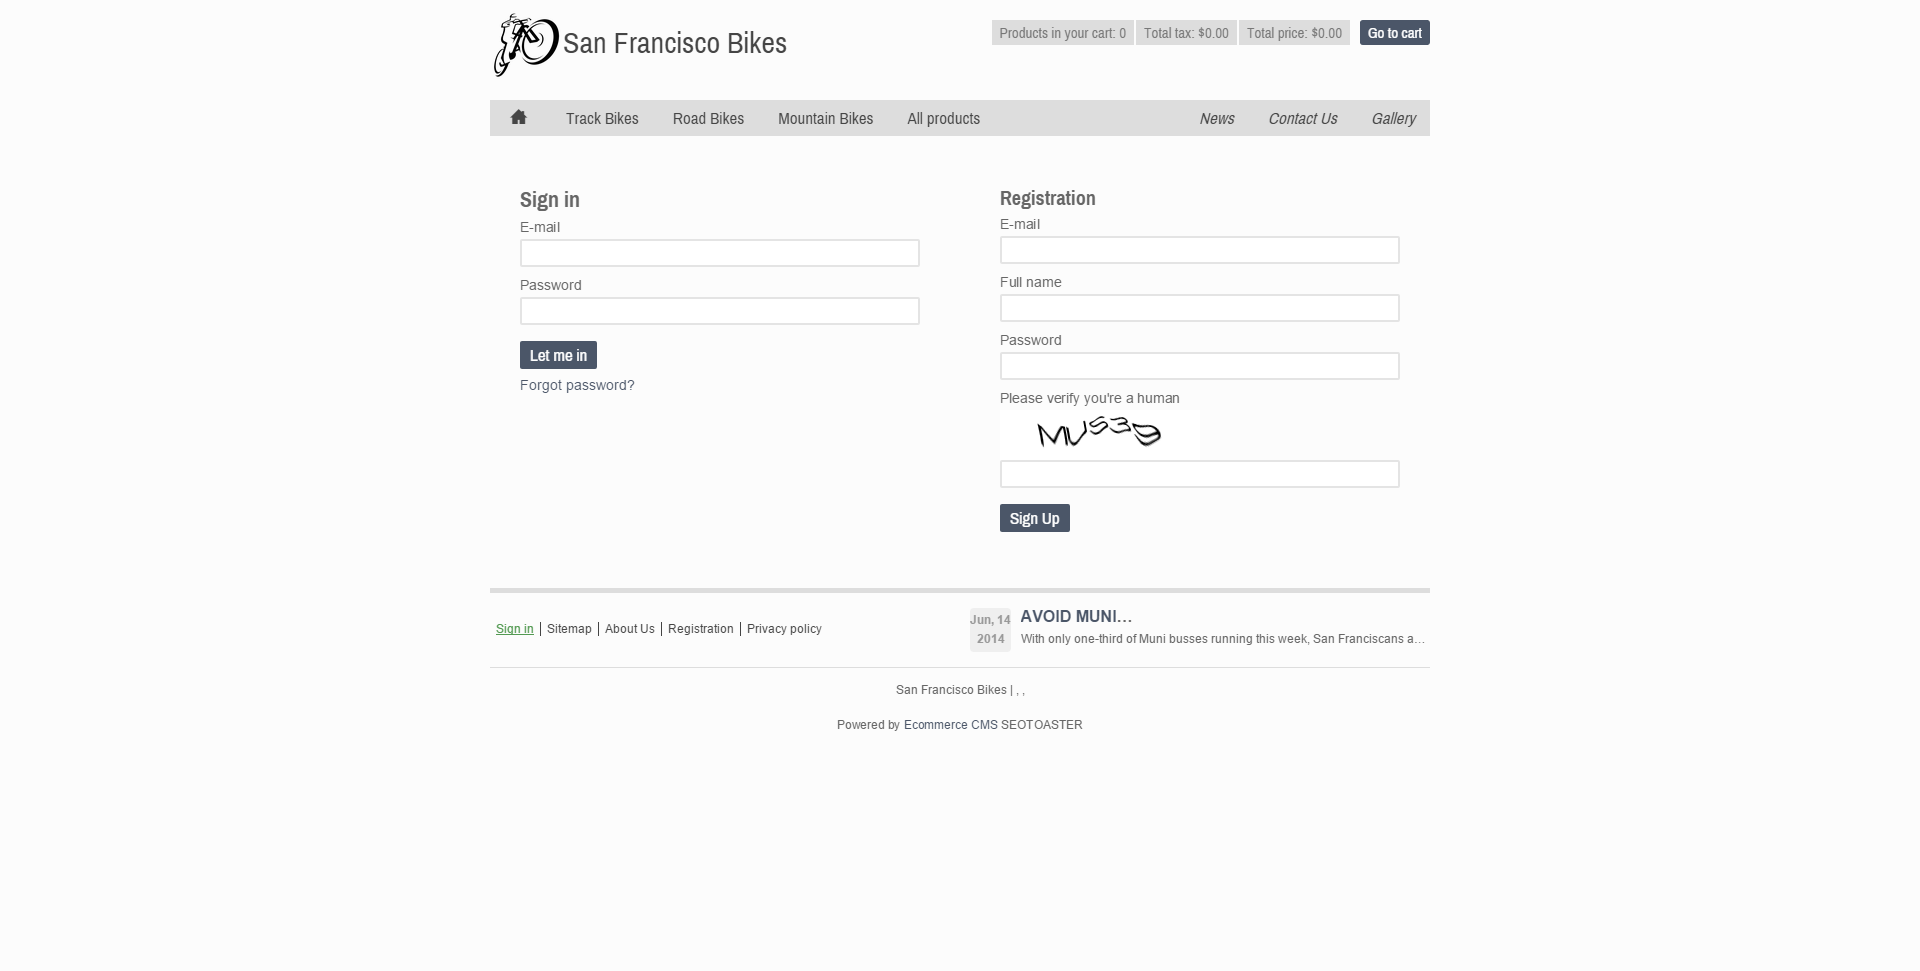 San Francisco Bikes
Products in your cart: 0
Total tax: $0.00
Total price: $0.00
Go to cart
Track Bikes
Road Bikes
Mountain Bikes
All products
News
Contact Us
Gallery
Sign in
E-mail
Password
Let me in
Forgot password?
Registration
E-mail
Full name
Password
Please verify you're a human
Sign Up
Sign in | Sitemap | About Us | Registration | Privacy policy
Jun, 14
2014
AVOID MUNI...
With only one-third of Muni busses running this week, San Franciscans a...
San Francisco Bikes | , ,
Powered by Ecommerce CMS SEOTOASTER